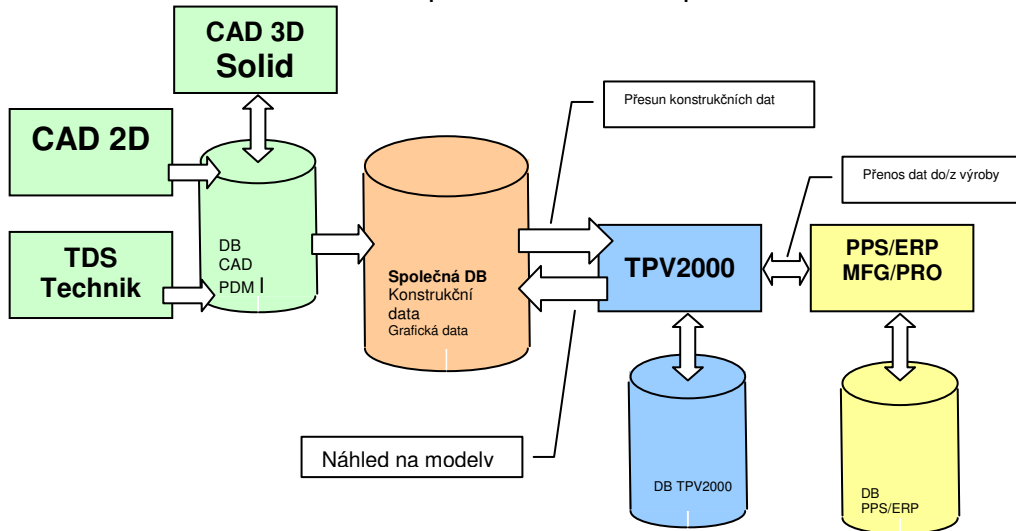 CAD 3D
Solid
CAD 2D
TDS
Technik
DB
CAD
PDM I
Společná DB
Konstrukční
data
Grafická data
Přesun konstrukčních dat
Přenos dat do/z výroby
TPV2000
PPS/ERP
MFG/PRO
Náhled na modelv
DB TPV2000
DB
PPS/ERP